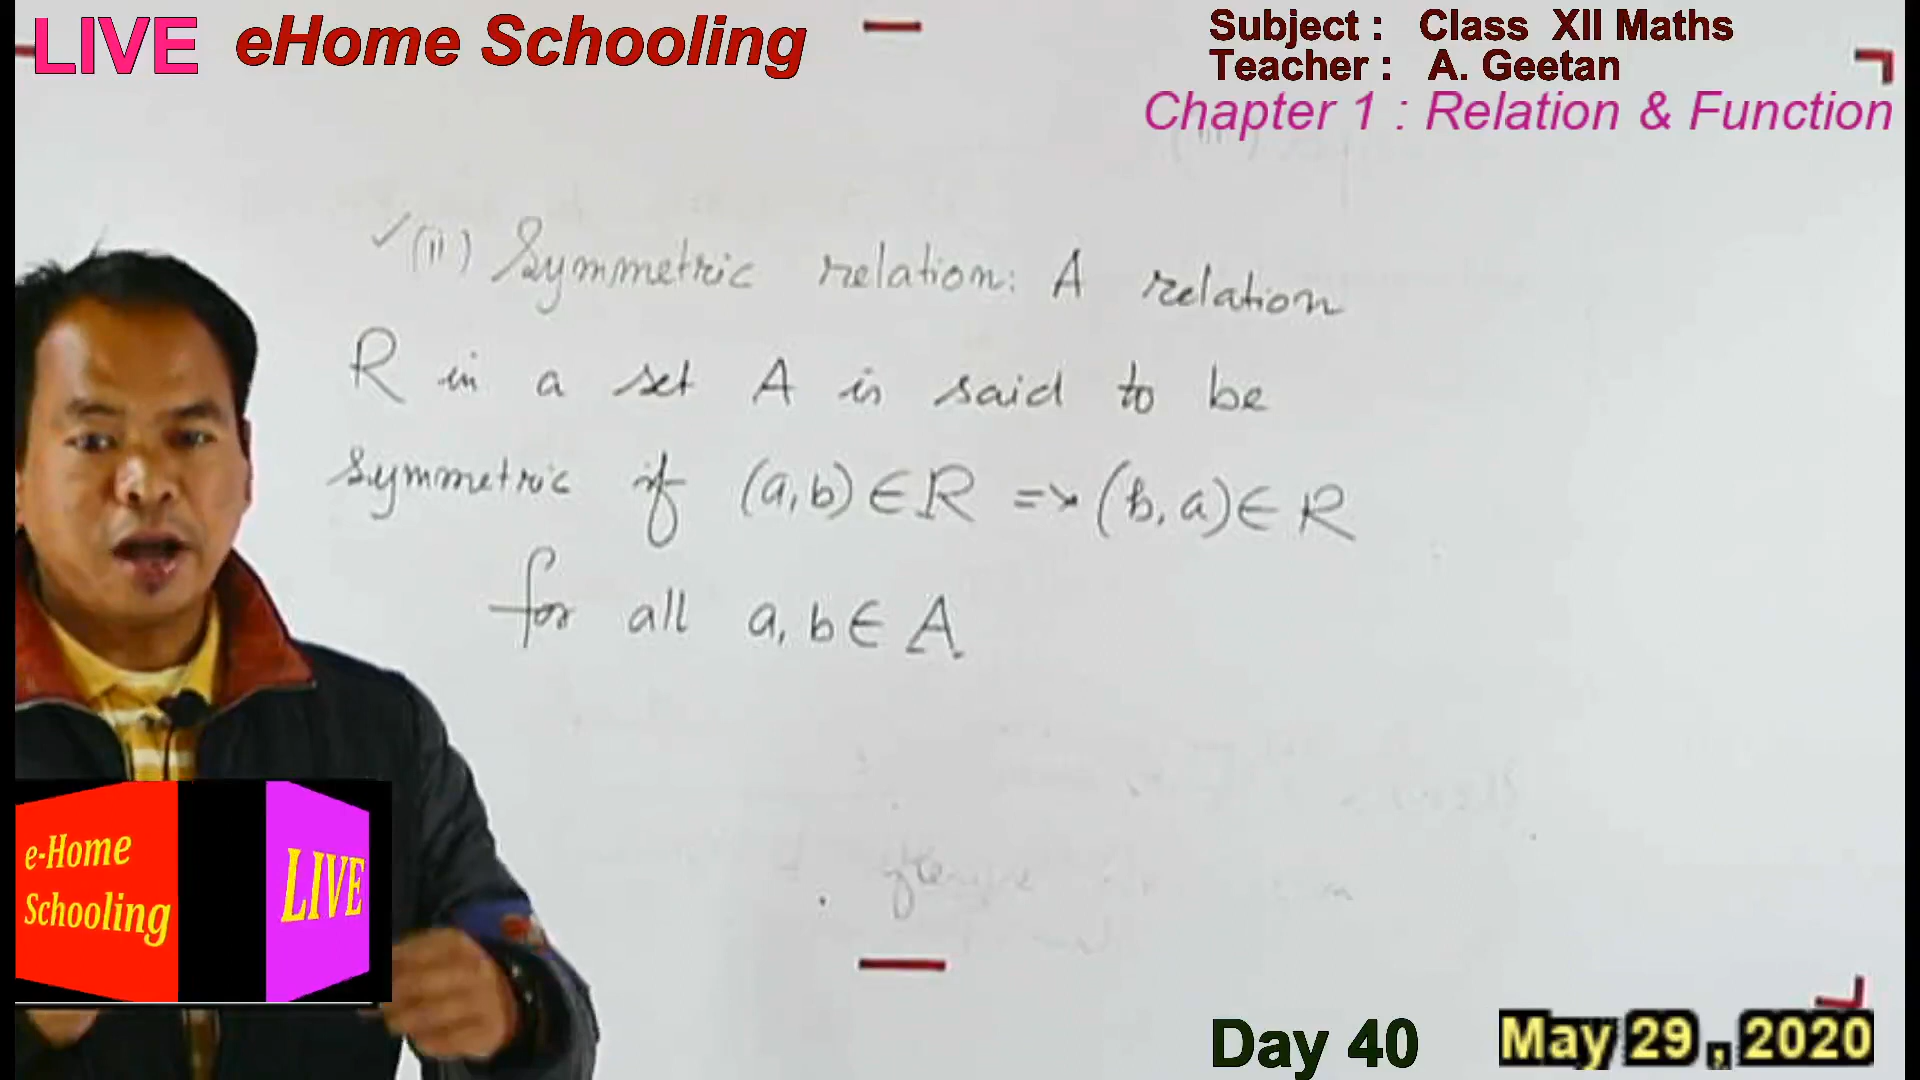 LIVE eHome Schooling
Subject : Class XII Maths
Teacher : A. Geetan
Chapter 1 : Relation & Function
✓(ii) Symmetric relation: A relation
R in a set A is said to be
symmetric if (a,b)∈R => (b,a)∈R
for all a, b ∈ A.
e-Home
Schooling
LIVE
Day 40
May 29 , 2020